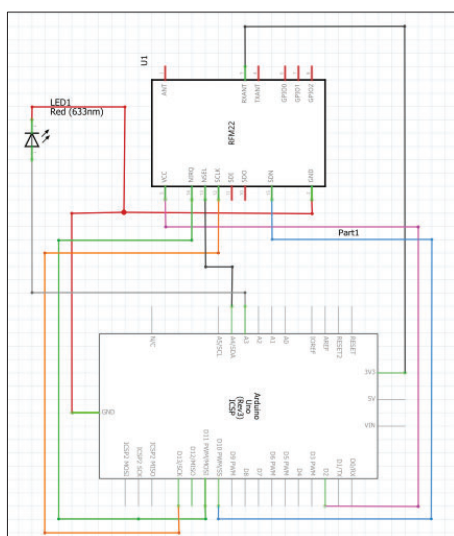 U1
ANT
RXANT
TXANT
GPIO0
GPIO1
GPIO2
RFM22
VCC
NIRQ
NSEL
SCLK
SDI
SDO
SDN
GND
LED1
Red (633nm)
Part1
N/C
A5/SCL
A4/SDA
A3
A2
A1
A0
IOREF
AREF
RESET2
RESET
Arduino
Uno
(Rev3)
ICSP
GND
3V3
5V
VIN
ICSP2 MOSI
ICSP2 SCK
ICSP2 MISO
D13/SCK
D12/MISO
D11 PWM/MOSI
D10 PWM/SS
D9 PWM
D8
D7
D6 PWM
D5 PWM
D4
D3 PWM
D2
D1/TX
D0/RX